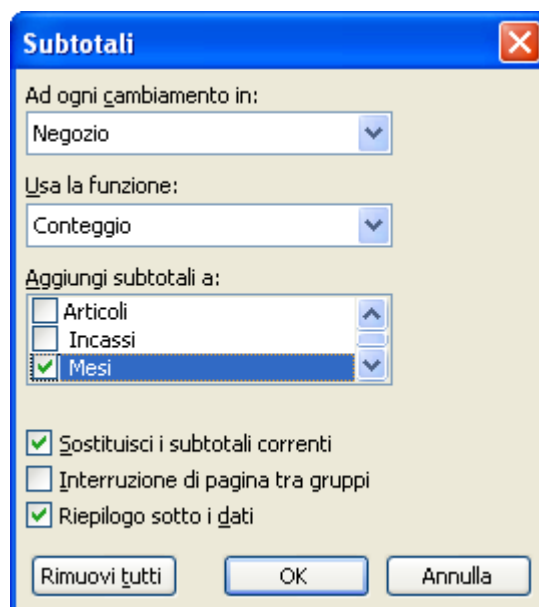 Subtotali
Ad ogni cambiamento in:
Negozio
Usa la funzione:
Conteggio
Aggiungi subtotali a:
Articoli
Incassi
Mesi
Sostituisci i subtotali correnti
Interruzione di pagina tra gruppi
Riepilogo sotto i dati
Rimuovi tutti OK Annulla